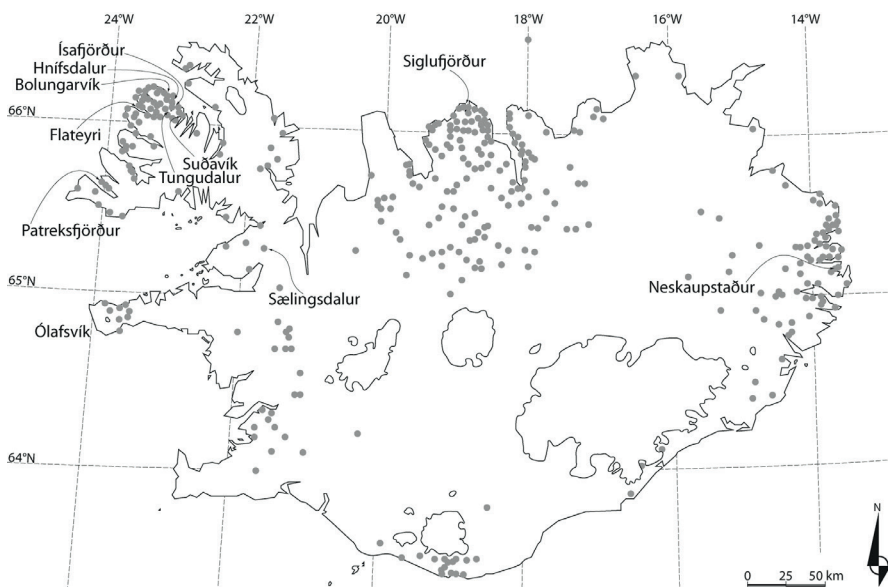 24°W
22°W
20°W
18°W
16°W
14°W
Ísafjörður
Hnífsdalur
Bolungarvík
Siglufjörður
66°N
Flateyri
Suðavík
Tungudalur
Patreksfjörður
65°N
Sælingsdalur
Neskaupstaður
Ólafsvík
64°N
N
0 25 50 km